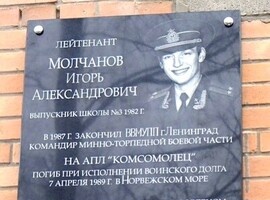 ЛЕЙТЕНАНТ
МОЛЧАНОВ
ИГОРЬ
АЛЕКСАНДРОВИЧ
ВЫПУСКНИК ШКОЛЫ №3 1982 Г.
В 1987 Г. ЗАКОНЧИЛ ВВМУПП Г. ЛЕНИНГРАД
КОМАНДИР МИННО-ТОРПЕДНОЙ БОЕВОЙ ЧАСТИ
НА АПЛ "КОМСОМОЛЕЦ"
ПОГИБ ПРИ ИСПОЛНЕНИИ ВОИНСКОГО ДОЛГА
7 АПРЕЛЯ 1989 Г. В НОРВЕЖСКОМ МОРЕ